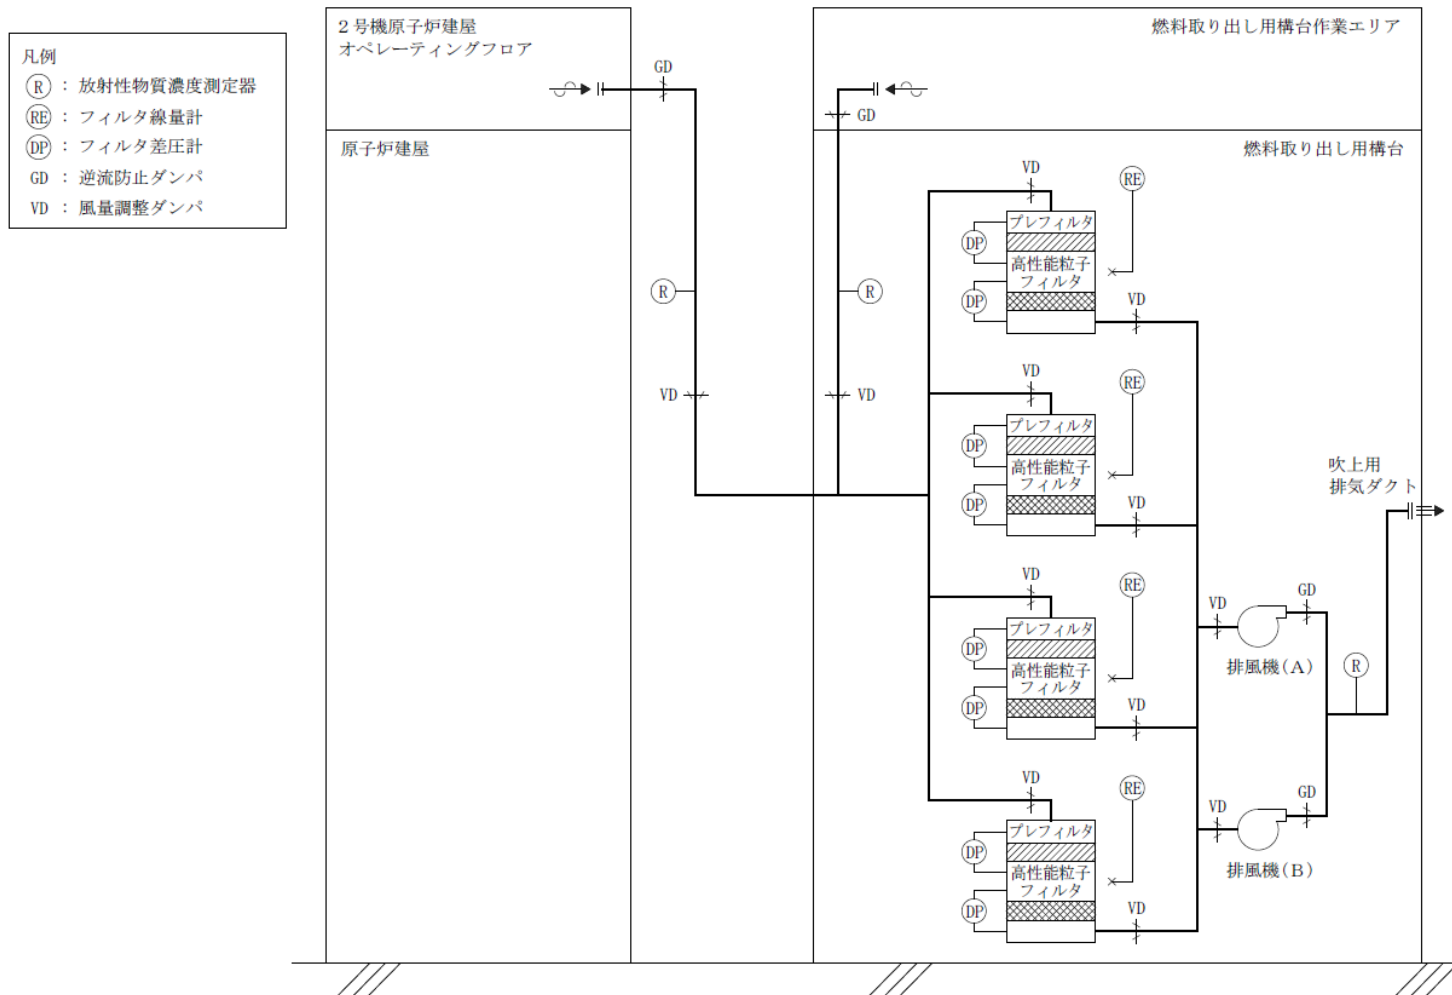 凡例
R : 放射性物質濃度測定器
RE : フィルタ線量計
DP : フィルタ差圧計
GD : 逆流防止ダンパ
VD : 風量調整ダンパ
2号機原子炉建屋
オペレーティングフロア
原子炉建屋
燃料取り出し用構台作業エリア
燃料取り出し用構台
GD
GD
R
R
VD
VD
VD
RE
プレフィルタ
DP
高性能粒子
フィルタ
DP
VD
VD
RE
プレフィルタ
DP
高性能粒子
フィルタ
DP
VD
VD
RE
プレフィルタ
DP
高性能粒子
フィルタ
DP
VD
VD
RE
プレフィルタ
DP
高性能粒子
フィルタ
DP
VD
VD
GD
排風機(A)
VD
GD
排風機(B)
R
吹上用
排気ダクト